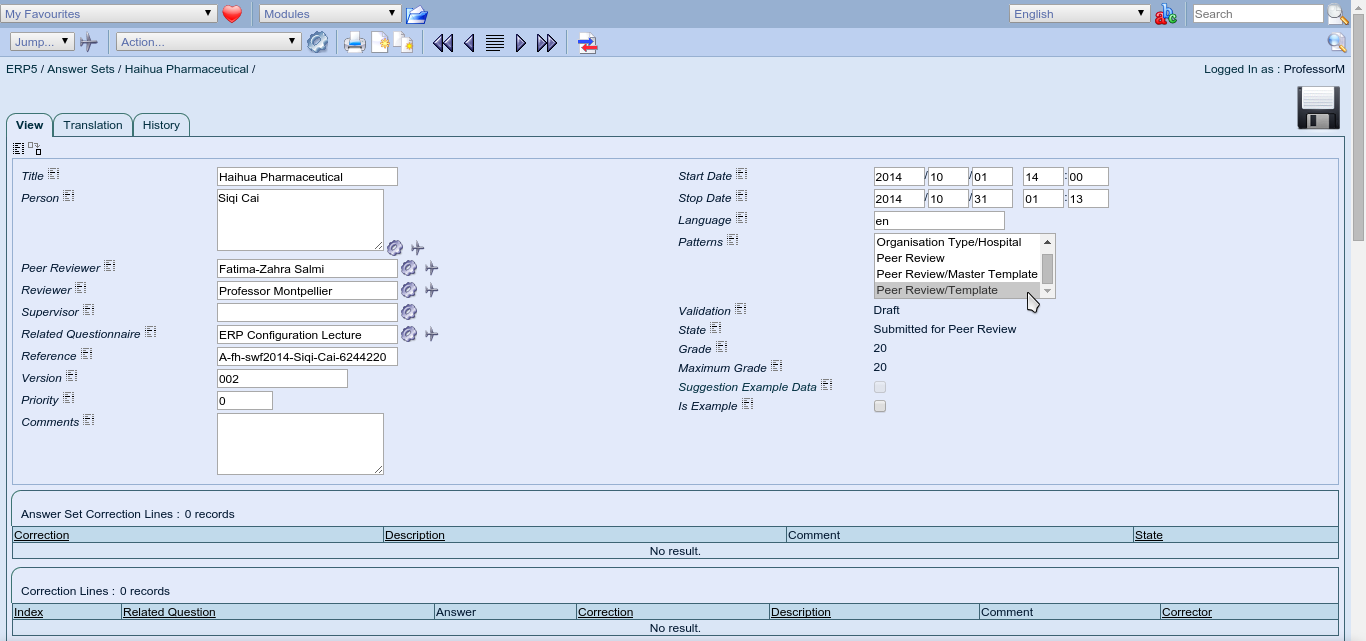 My Favourites Modules English Search
Jump... Action...
ERP5 / Answer Sets / Haihua Pharmaceutical / Logged In as : ProfessorM
View Translation History
Title Haihua Pharmaceutical
Person Siqi Cai
Peer Reviewer Fatima-Zahra Salmi
Reviewer Professor Montpellier
Supervisor
Related Questionnaire ERP Configuration Lecture
Reference A-fh-swf2014-Siqi-Cai-6244220
Version 002
Priority 0
Comments
Start Date 2014 / 10 / 01 14 : 00
Stop Date 2014 / 10 / 31 01 : 13
Language en
Patterns Organisation Type/Hospital
Peer Review
Peer Review/Master Template
Peer Review/Template
Validation Draft
State Submitted for Peer Review
Grade 20
Maximum Grade 20
Suggestion Example Data
Is Example
Answer Set Correction Lines : 0 records
Correction Description Comment State
No result.
Correction Lines : 0 records
Index Related Question Answer Correction Description Comment Corrector
No result.